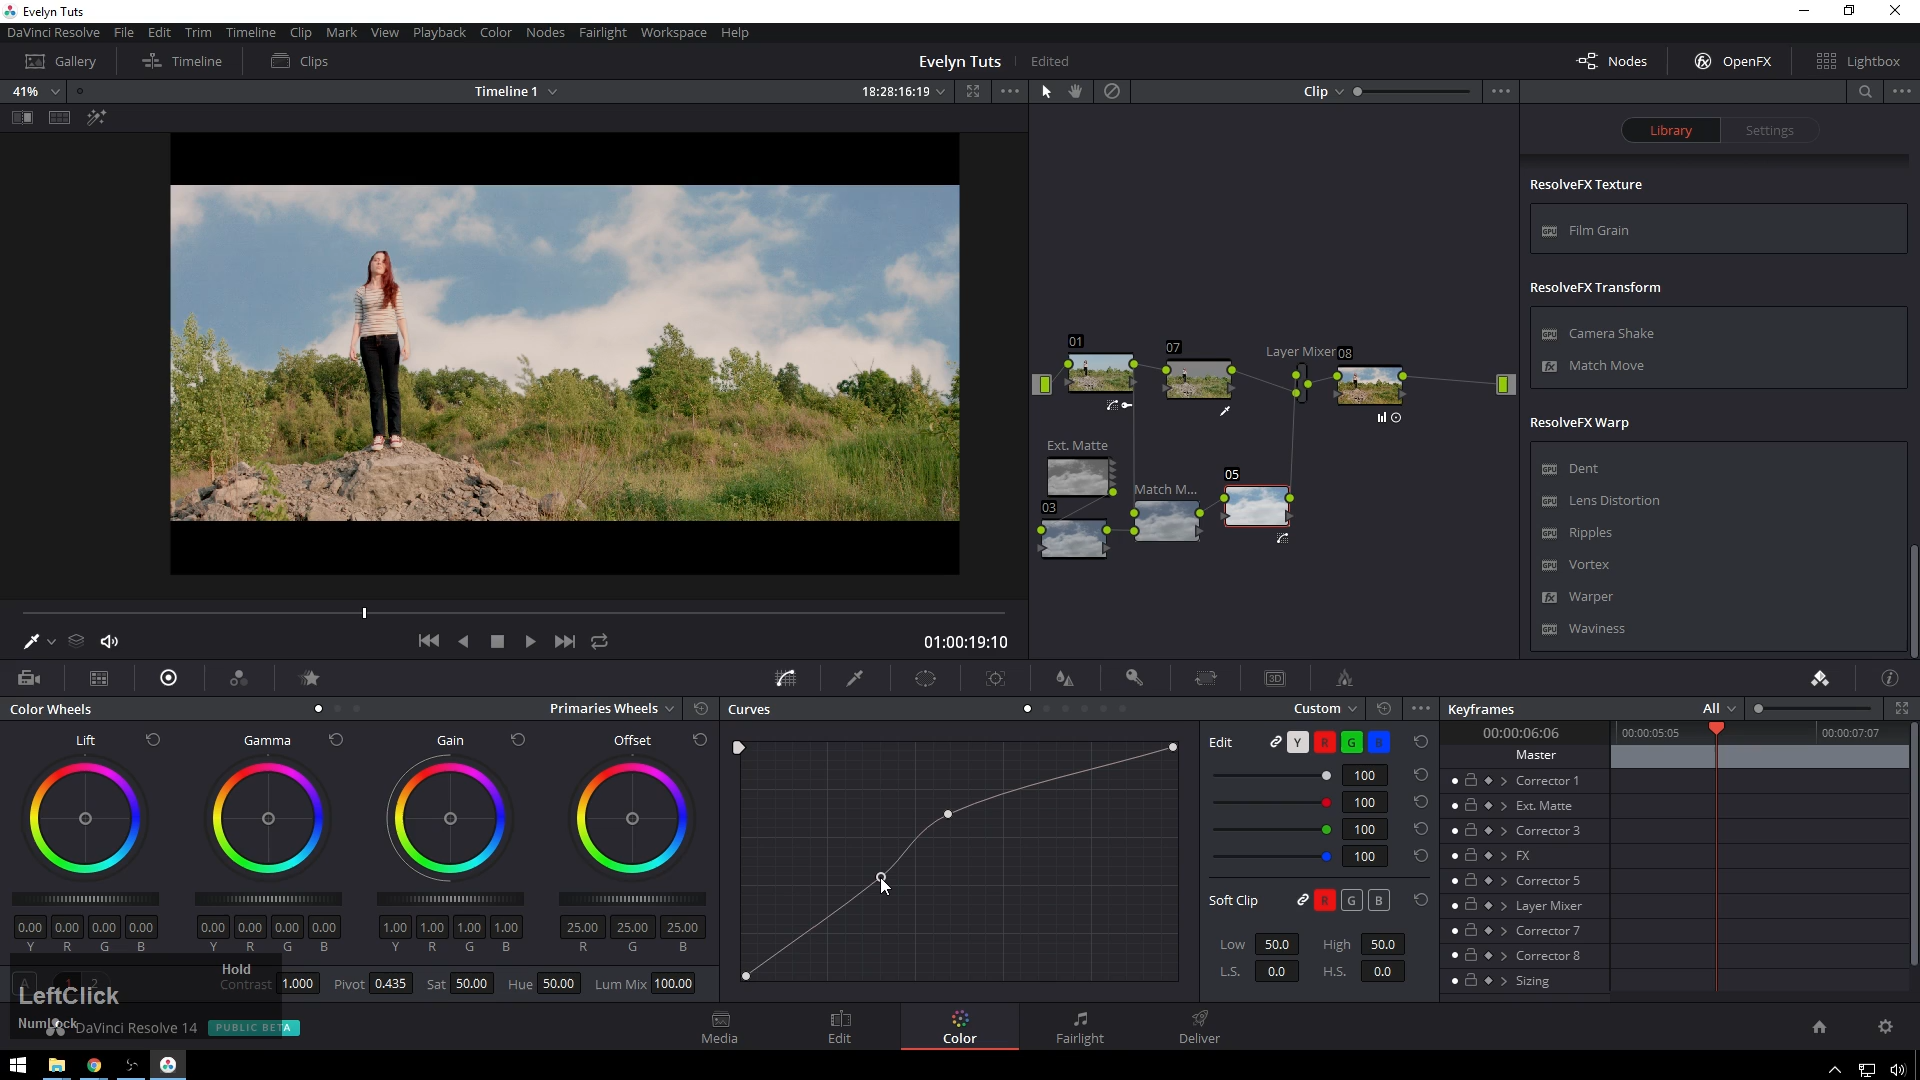 Evelyn Tuts
DaVinci Resolve File Edit Trim Timeline Clip Mark View Playback Color Nodes Fairlight Workspace Help
Gallery Timeline Clips Evelyn Tuts Edited Nodes OpenFX Lightbox
41% Timeline 1 18:28:16:19 Clip
Library Settings
ResolveFX Texture
Film Grain
ResolveFX Transform
Camera Shake
Match Move
ResolveFX Warp
Dent
Lens Distortion
Ripples
Vortex
Warper
Waviness
01 07 Layer Mixer 08
Ext. Matte
03 Match M... 05
01:00:19:10
Color Wheels Primaries Wheels
Lift Gamma Gain Offset
0.00 0.00 0.00 0.00 0.00 0.00 0.00 0.00 1.00 1.00 1.00 1.00 25.00 25.00 25.00
Y R G B Y R G B Y R G B R G B
A 1 2 Contrast 1.000 Pivot 0.435 Sat 50.00 Hue 50.00 Lum Mix 100.00
Hold
LeftClick
NumLock
DaVinci Resolve 14 PUBLIC BETA
Curves Custom
Edit Y R G B
100
100
100
100
Soft Clip R G B
Low 50.0 High 50.0
L.S. 0.0 H.S. 0.0
Keyframes All
00:00:06:06 00:00:05:05 00:00:07:07
Master
Corrector 1
Ext. Matte
Corrector 3
FX
Corrector 5
Layer Mixer
Corrector 7
Corrector 8
Sizing
Media Edit Color Fairlight Deliver